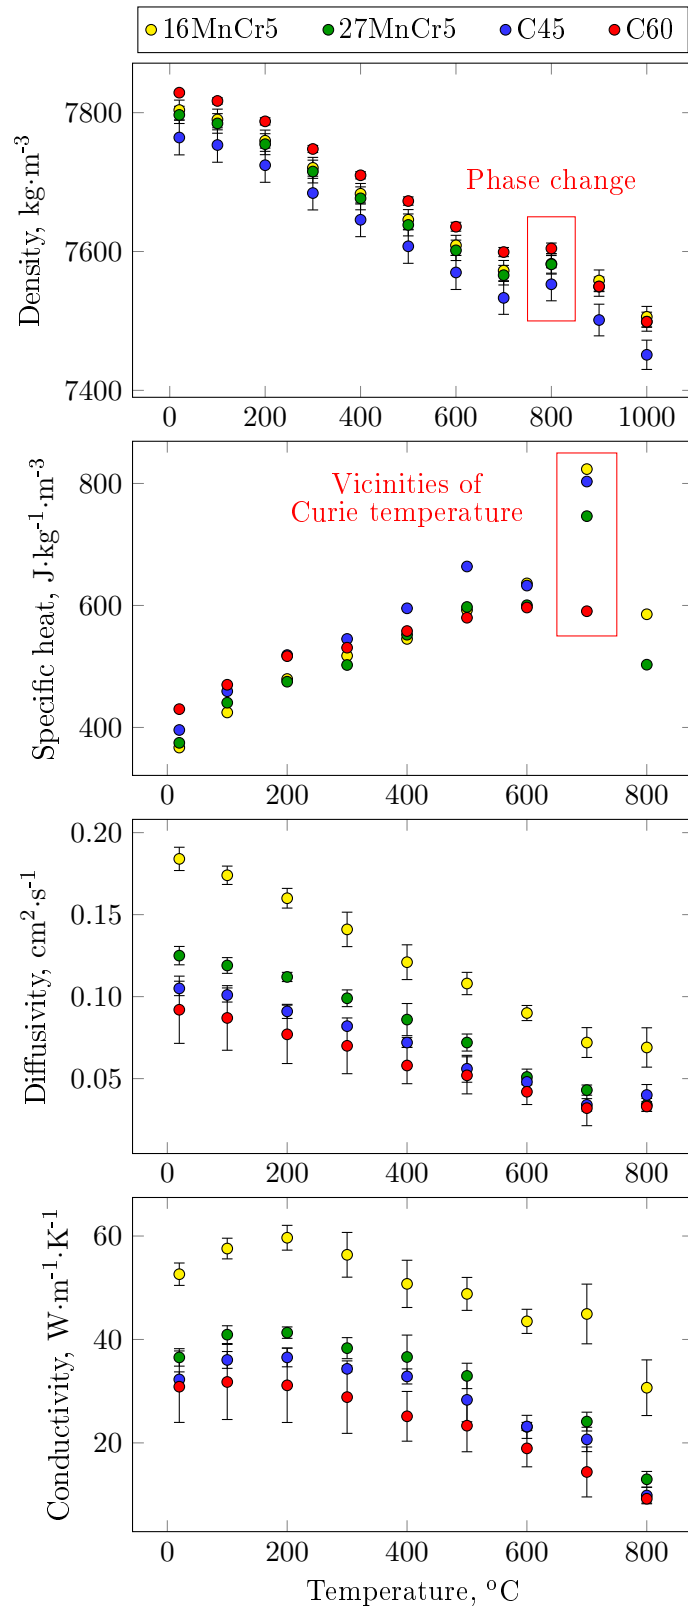 16MnCr5 27MnCr5 C45 C60
Density, kg·m⁻³
7800
7600
7400
Phase change
0 200 400 600 800 1000
Specific heat, J·kg⁻¹·m⁻³
800
600
400
Vicinities of
Curie temperature
0 200 400 600 800
Diffusivity, cm²·s⁻¹
0.20
0.15
0.10
0.05
0 200 400 600 800
Conductivity, W·m⁻¹·K⁻¹
60
40
20
0 200 400 600 800
Temperature, ºC